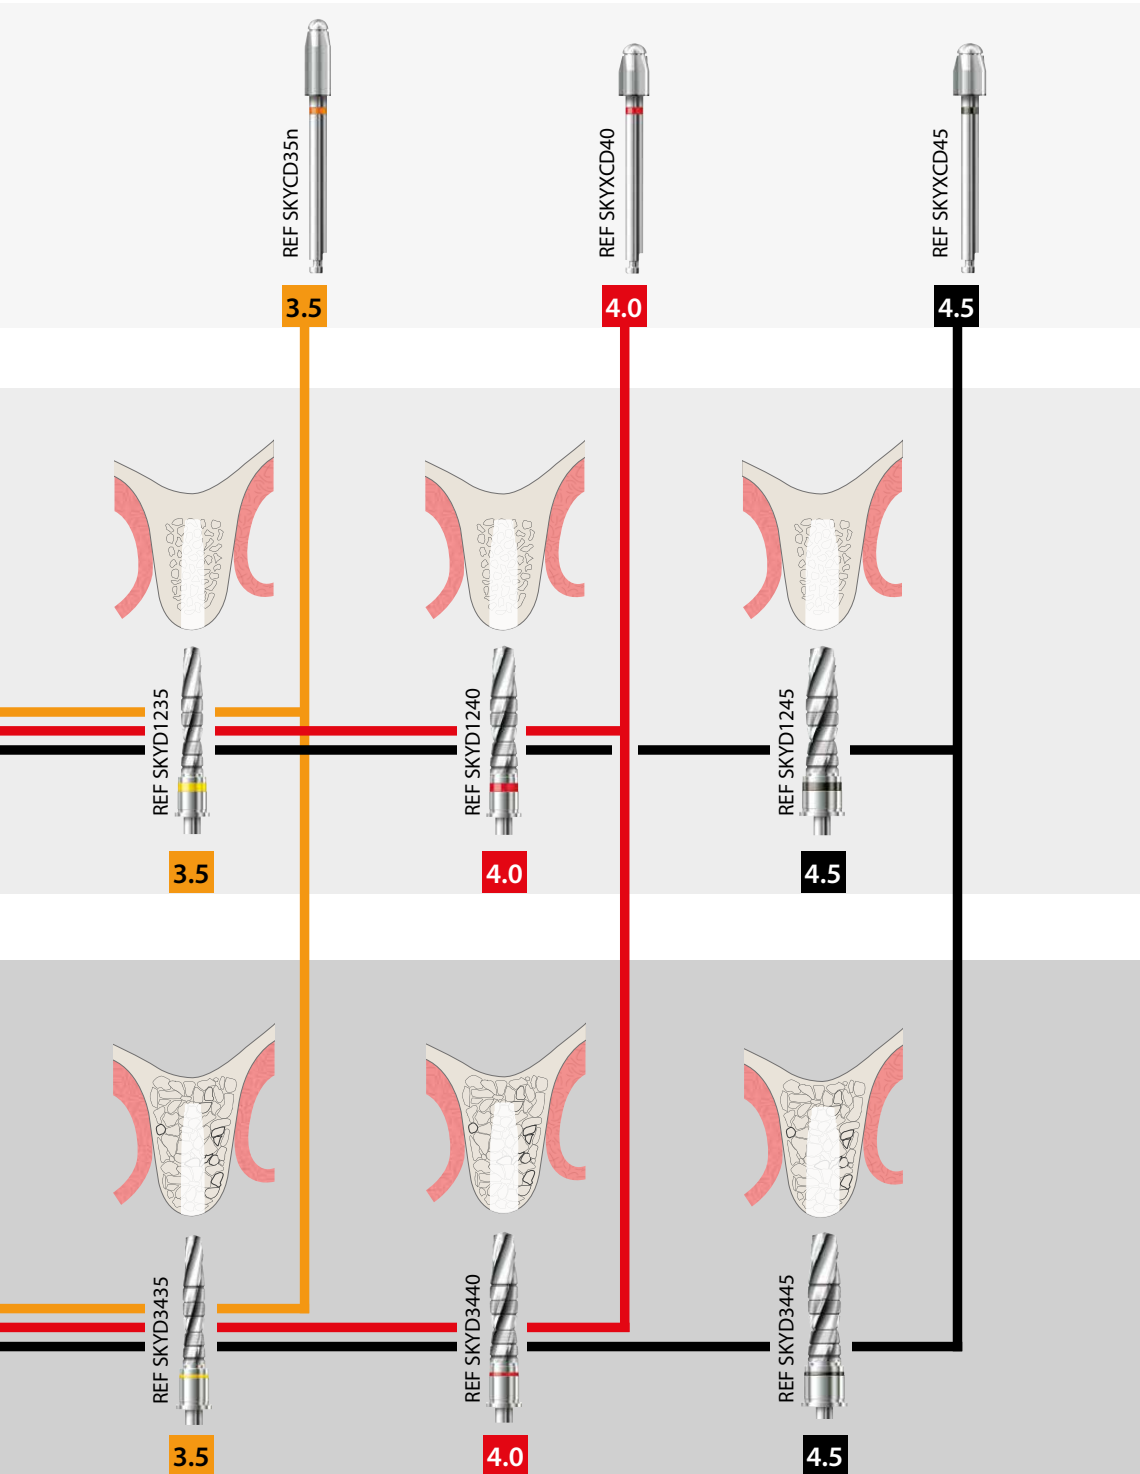 REF SKYCD35n
REF SKYXCD40
REF SKYXCD45
3.5
4.0
4.5
REF SKYD1235
REF SKYD1240
REF SKYD1245
3.5
4.0
4.5
REF SKYD3435
REF SKYD3440
REF SKYD3445
3.5
4.0
4.5